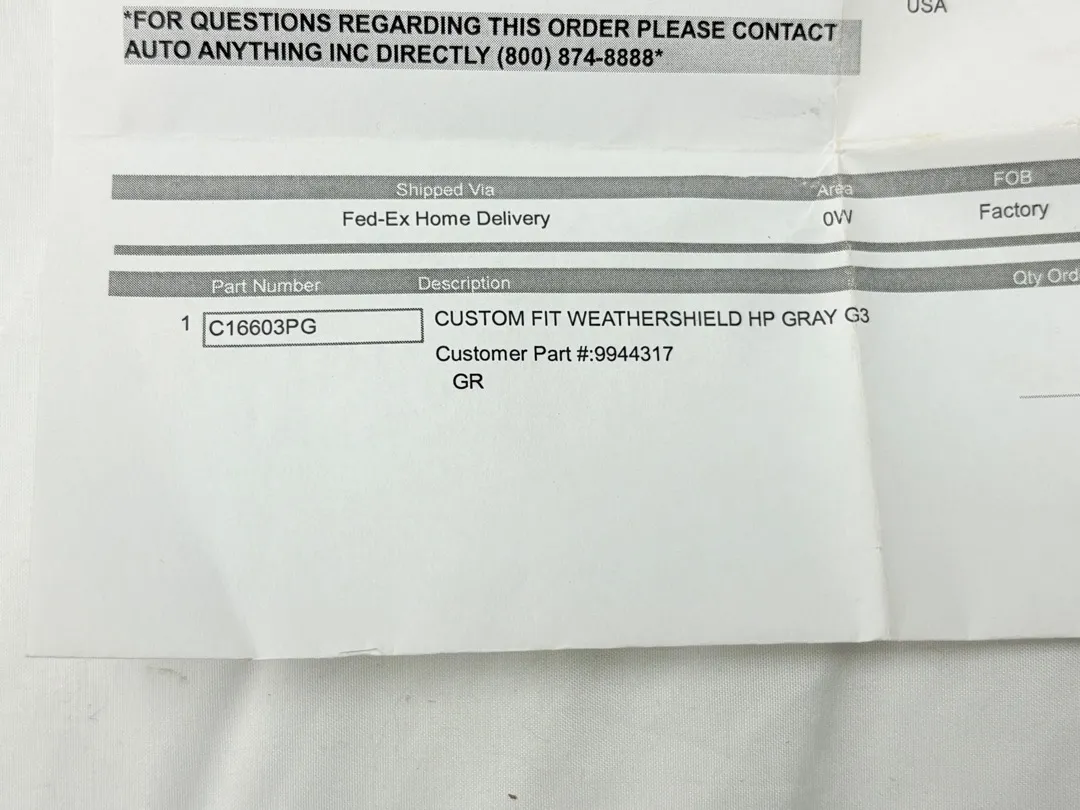 USA
*FOR QUESTIONS REGARDING THIS ORDER PLEASE CONTACT
AUTO ANYTHING INC DIRECTLY (800) 874-8888*
Shipped Via Area FOB
Fed-Ex Home Delivery 0W Factory
Part Number Description Qty Ord
1 C16603PG CUSTOM FIT WEATHERSHIELD HP GRAY G3
Customer Part #:9944317
GR